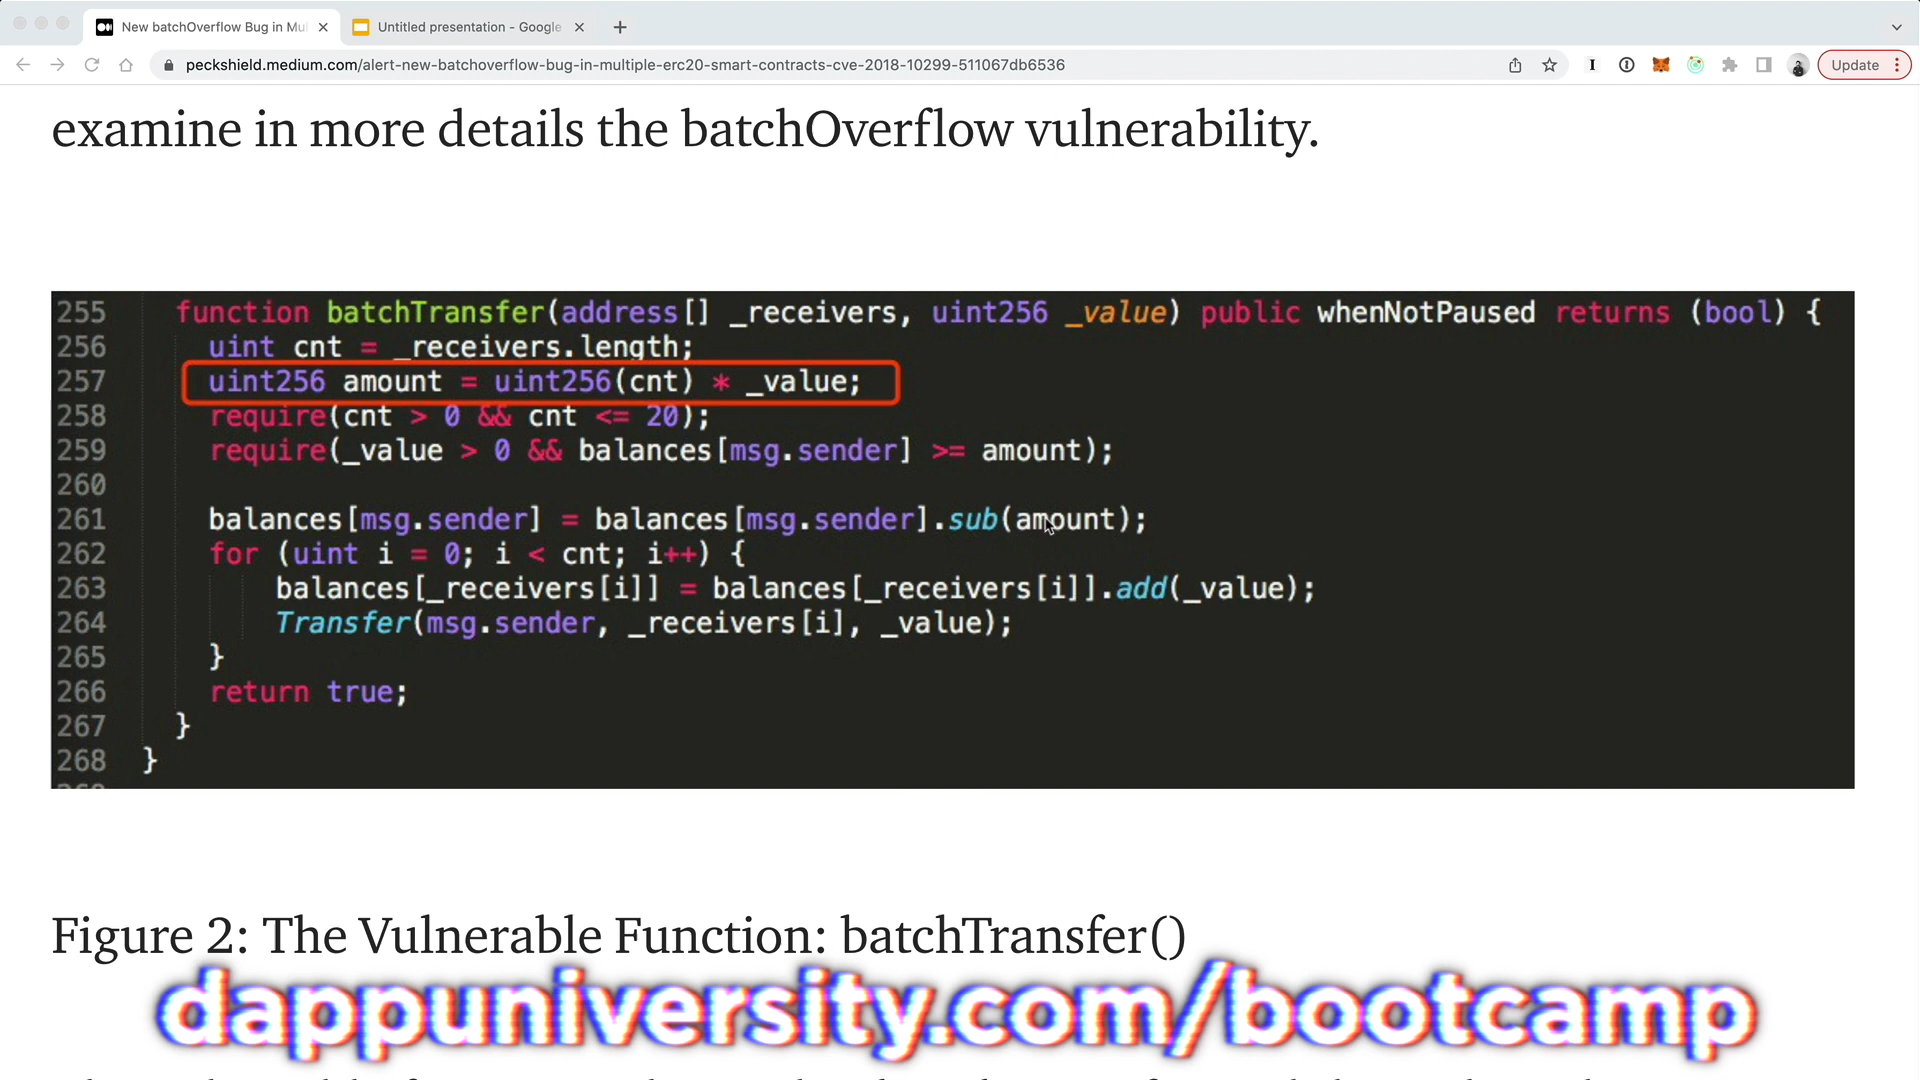 New batchOverflow Bug in Mu
Untitled presentation - Google
peckshield.medium.com/alert-new-batchoverflow-bug-in-multiple-erc20-smart-contracts-cve-2018-10299-511067db6536
Update
examine in more details the batchOverflow vulnerability.
255 function batchTransfer(address[] _receivers, uint256 _value) public whenNotPaused returns (bool) {
256 uint cnt = _receivers.length;
257 uint256 amount = uint256(cnt) * _value;
258 require(cnt > 0 && cnt <= 20);
259 require(_value > 0 && balances[msg.sender] >= amount);
260
261 balances[msg.sender] = balances[msg.sender].sub(amount);
262 for (uint i = 0; i < cnt; i++) {
263 balances[_receivers[i]] = balances[_receivers[i]].add(_value);
264 Transfer(msg.sender, _receivers[i], _value);
265 }
266 return true;
267 }
268 }
Figure 2: The Vulnerable Function: batchTransfer()
dappuniversity.com/bootcamp